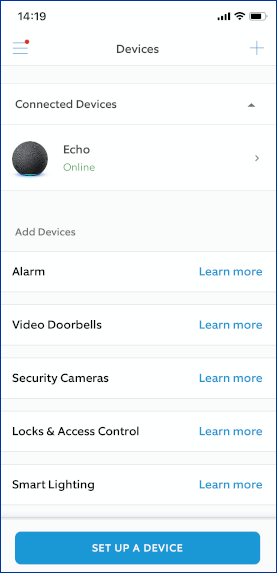 14:19
Devices
Connected Devices
Echo
Online
Add Devices
Alarm Learn more
Video Doorbells Learn more
Security Cameras Learn more
Locks & Access Control Learn more
Smart Lighting Learn more
SET UP A DEVICE